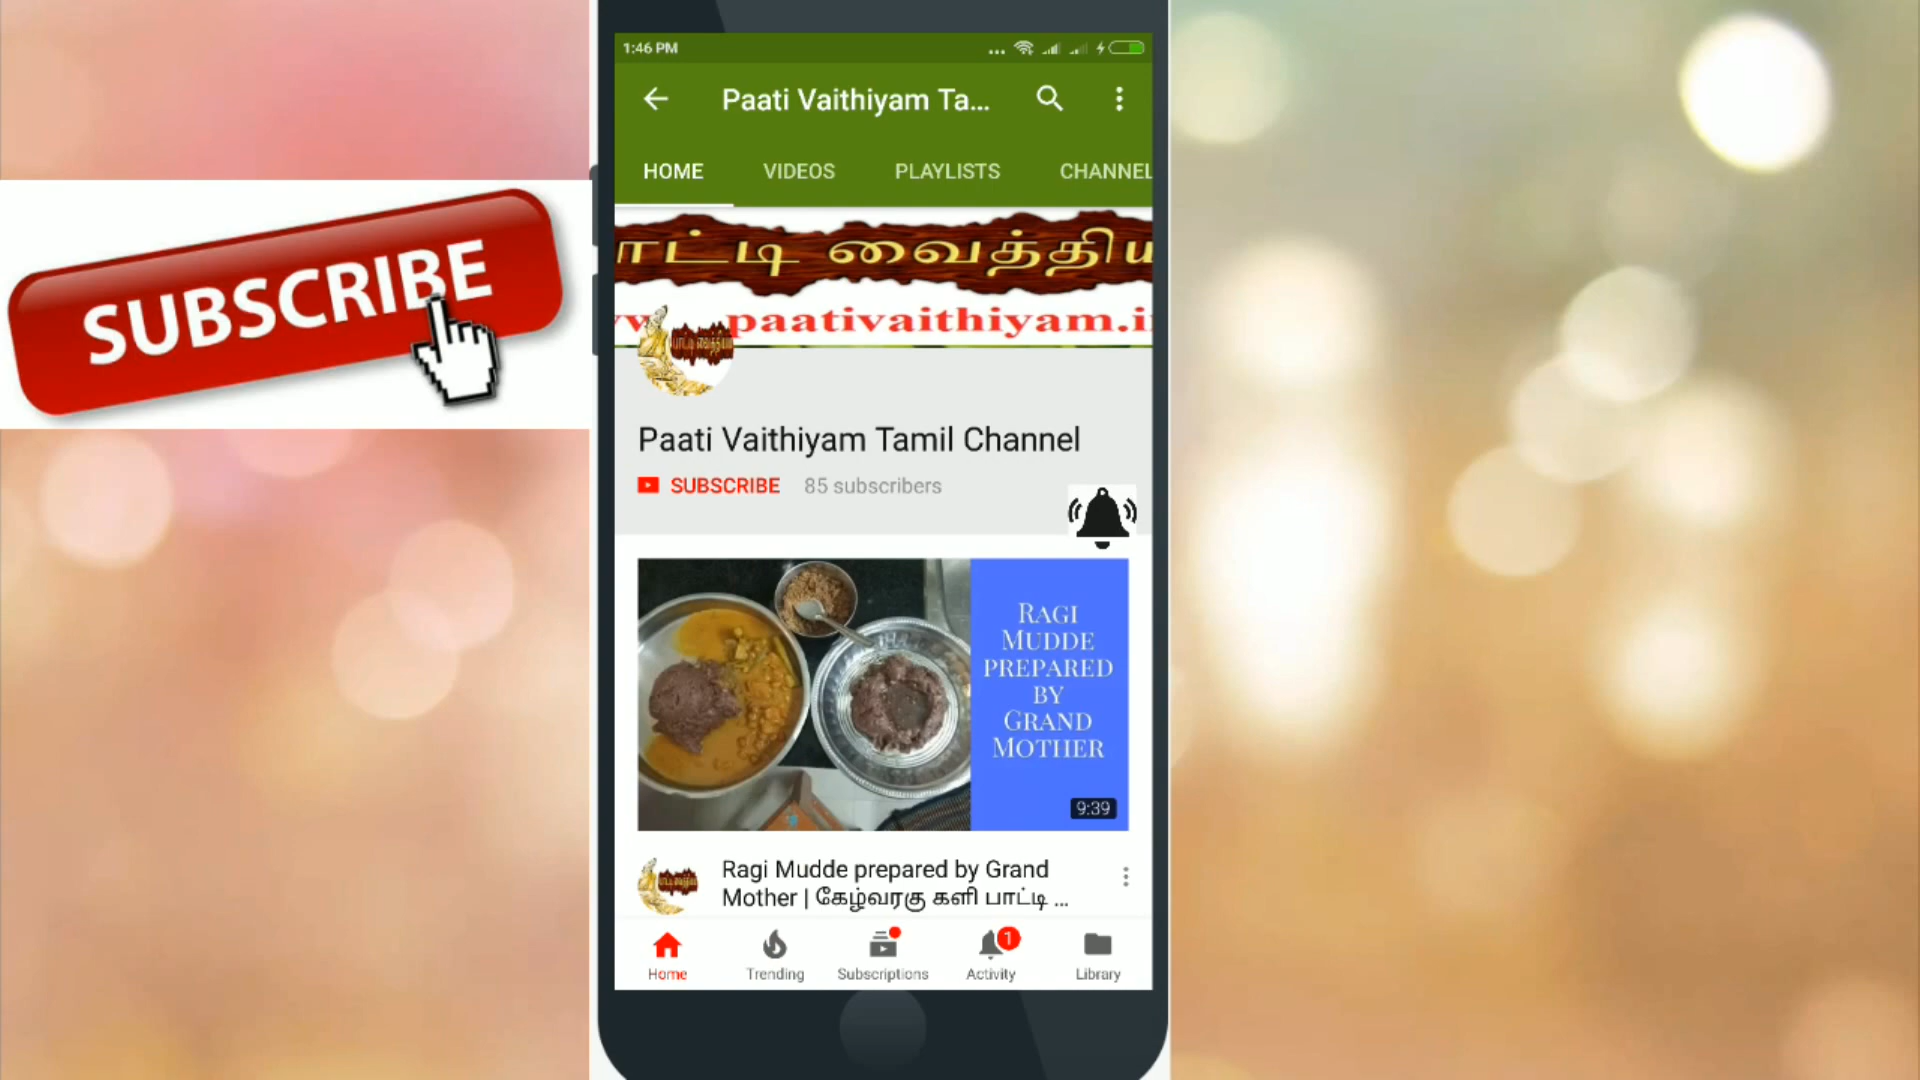 SUBSCRIBE
1:46 PM
Paati Vaithiyam Ta...
HOME VIDEOS PLAYLISTS CHANNEL
ாட்டி வைத்திய
paativaithiyam.i
பாட்டி வைத்திய
Paati Vaithiyam Tamil Channel
SUBSCRIBE 85 subscribers
RAGI
MUDDE
PREPARED
BY
GRAND
MOTHER
9:39
Ragi Mudde prepared by Grand
Mother | கேழ்வரகு களி பாட்டி ...
1
Home Trending Subscriptions Activity Library